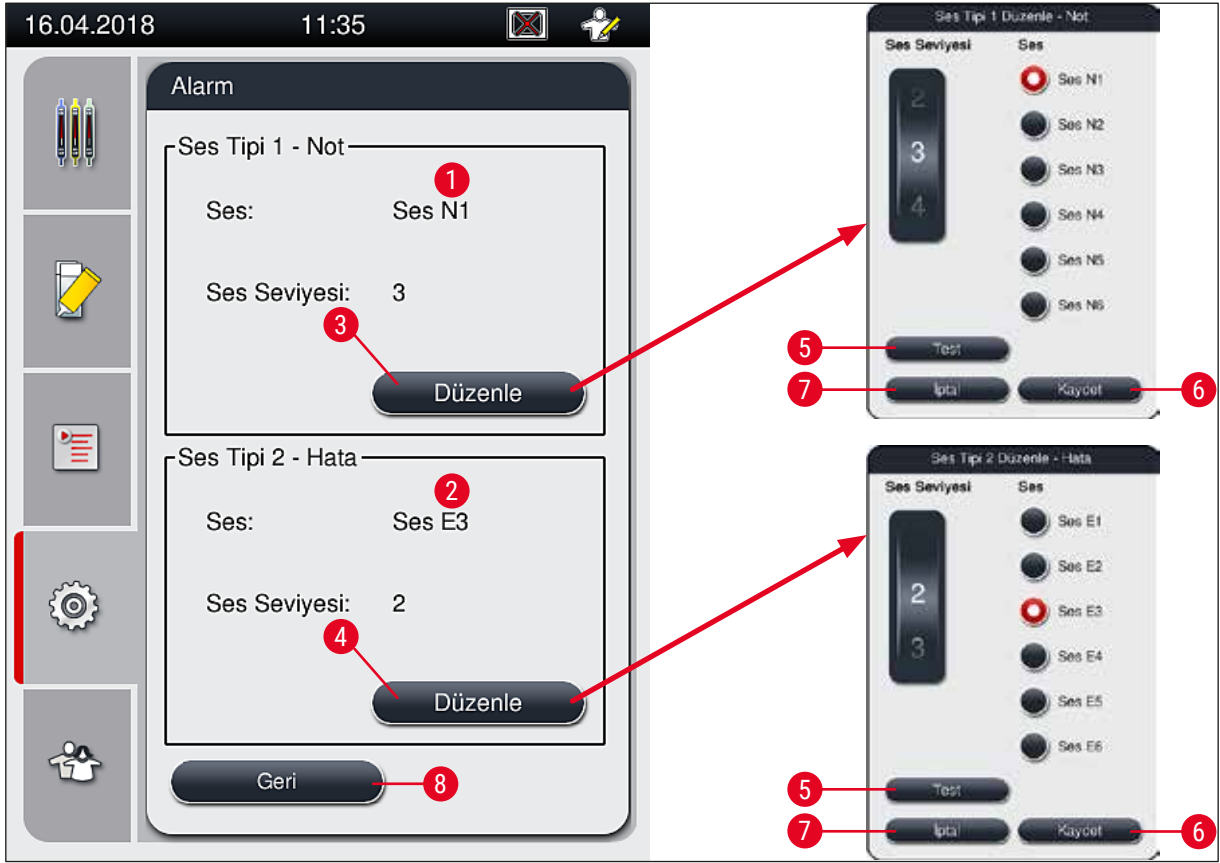 16.04.2018 11:35
Alarm
Ses Tipi 1 - Not
1
Ses: Ses N1
Ses Seviyesi: 3
3
Düzenle
Ses Tipi 2 - Hata
2
Ses: Ses E3
Ses Seviyesi: 2
4
Düzenle
Geri 8
Ses Tipi 1 Düzenle - Not
Ses Seviyesi Ses
2
3
4
Ses N1
Ses N2
Ses N3
Ses N4
Ses N5
Ses N6
5 Test
7 İptal Kaydet 6
Ses Tipi 2 Düzenle - Hata
Ses Seviyesi Ses
2
3
Ses E1
Ses E2
Ses E3
Ses E4
Ses E5
Ses E6
5 Test
7 İptal Kaydet 6